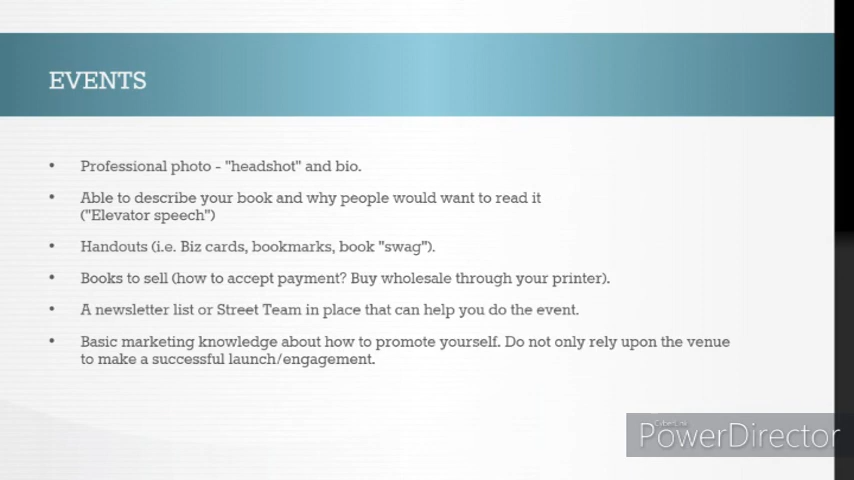 EVENTS
• Professional photo - "headshot" and bio.
• Able to describe your book and why people would want to read it
("Elevator speech")
• Handouts (i.e. Biz cards, bookmarks, book "swag").
• Books to sell (how to accept payment? Buy wholesale through your printer).
• A newsletter list or Street Team in place that can help you do the event.
• Basic marketing knowledge about how to promote yourself. Do not only rely upon the venue
to make a successful launch/engagement.
CyberLink
PowerDirector